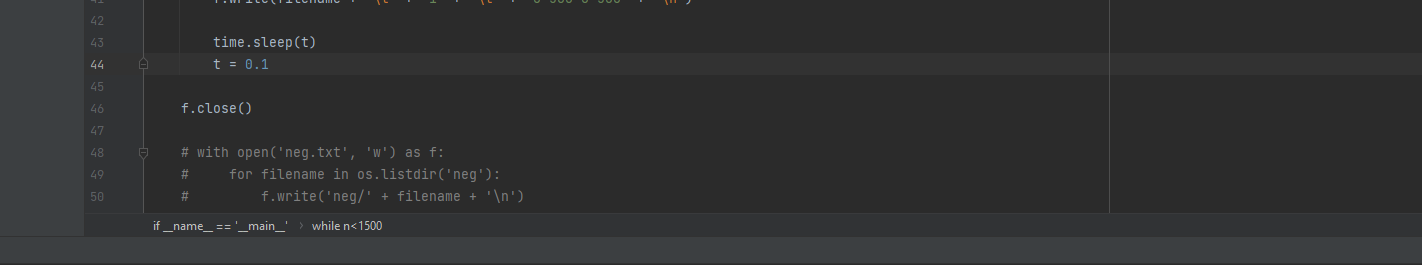 42
43 time.sleep(t)
44 t = 0.1
45
46 f.close()
47
48 # with open('neg.txt', 'w') as f:
49 #     for filename in os.listdir('neg'):
50 #         f.write('neg/' + filename + '\n')
if __name__ == '__main__' › while n<1500